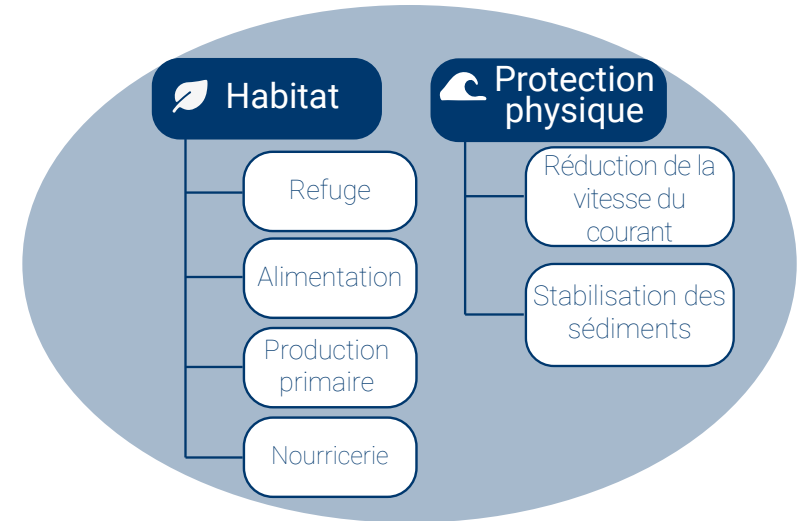 Habitat
Refuge
Alimentation
Production
primaire
Nourricerie
Protection
physique
Réduction de la
vitesse du
courant
Stabilisation des
sédiments